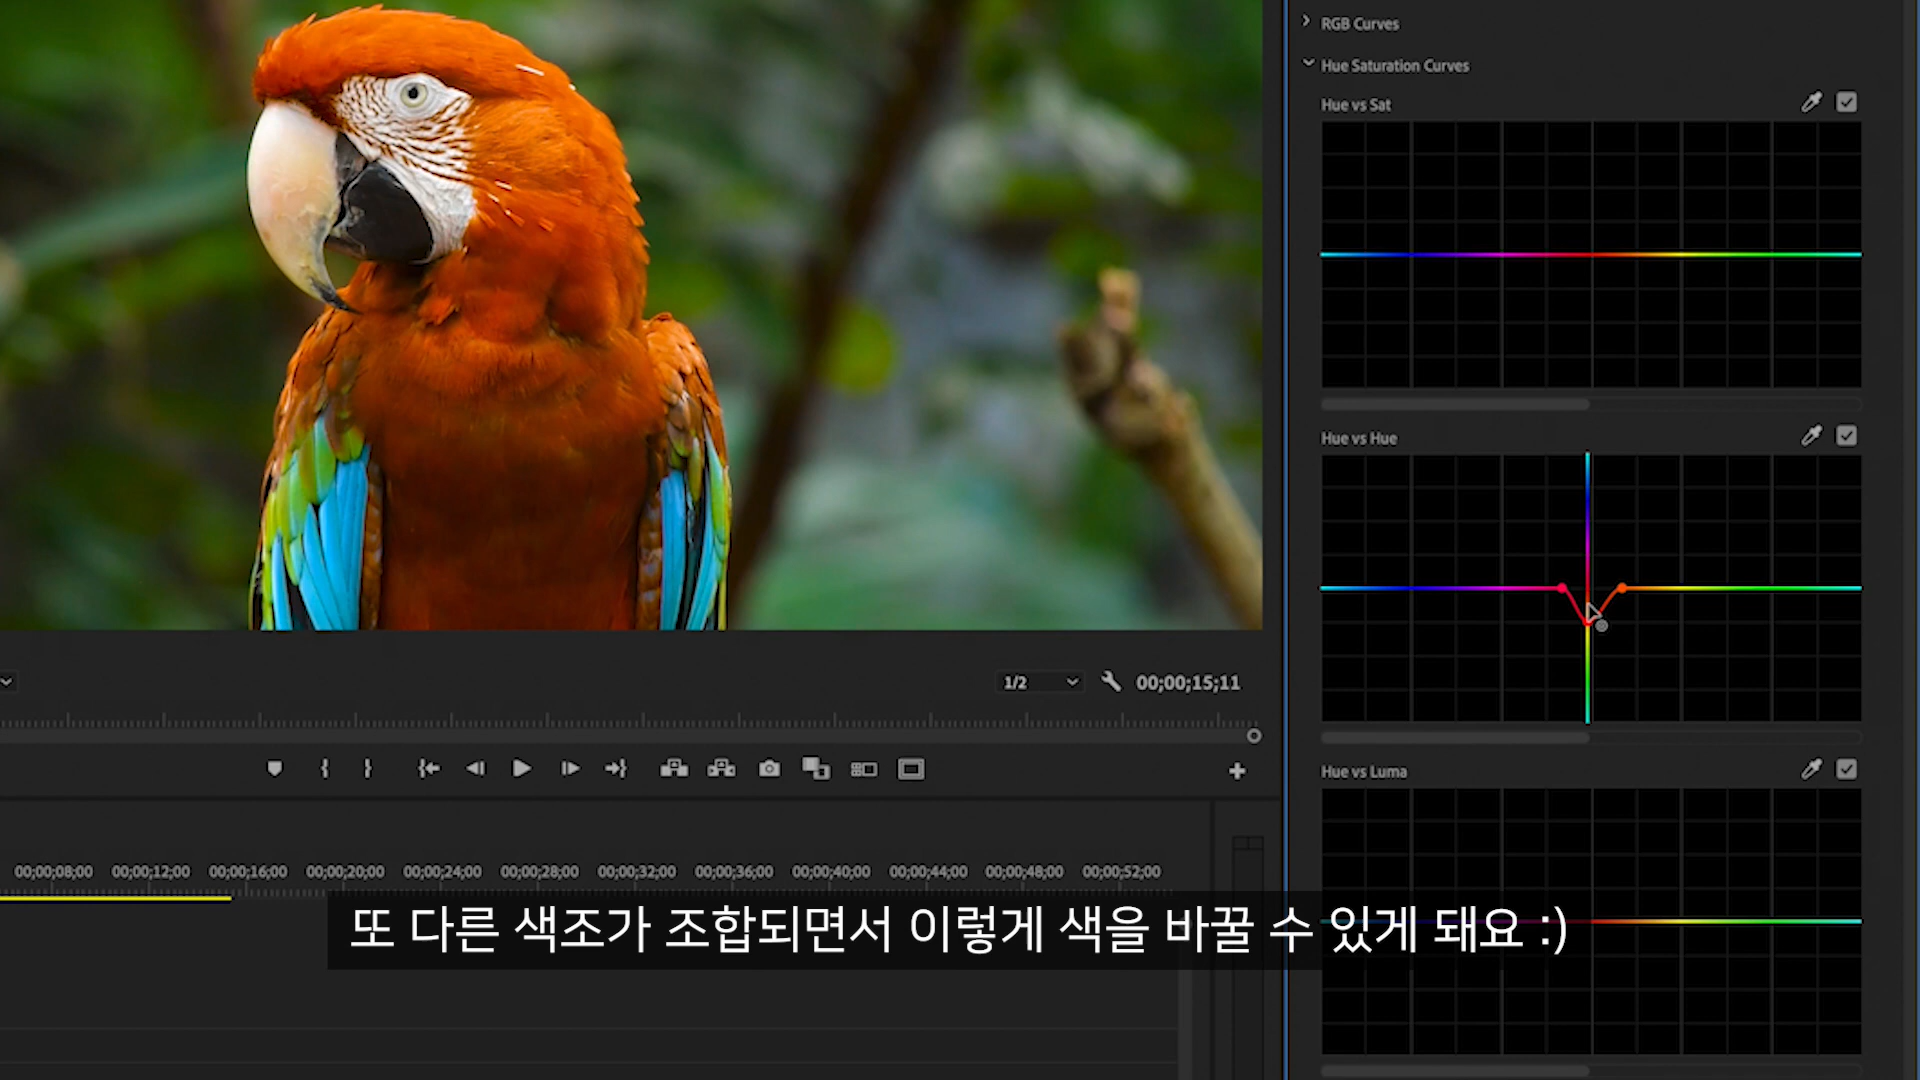 RGB Curves
Hue Saturation Curves
Hue vs Sat
Hue vs Hue
1/2
00;00;15;11
Hue vs Luma
00;00;08;00 00;00;12;00 00;00;16;00 00;00;20;00 00;00;24;00 00;00;28;00 00;00;32;00 00;00;36;00 00;00;40;00 00;00;44;00 00;00;48;00 00;00;52;00
또 다른 색조가 조합되면서 이렇게 색을 바꿀 수 있게 돼요 :)